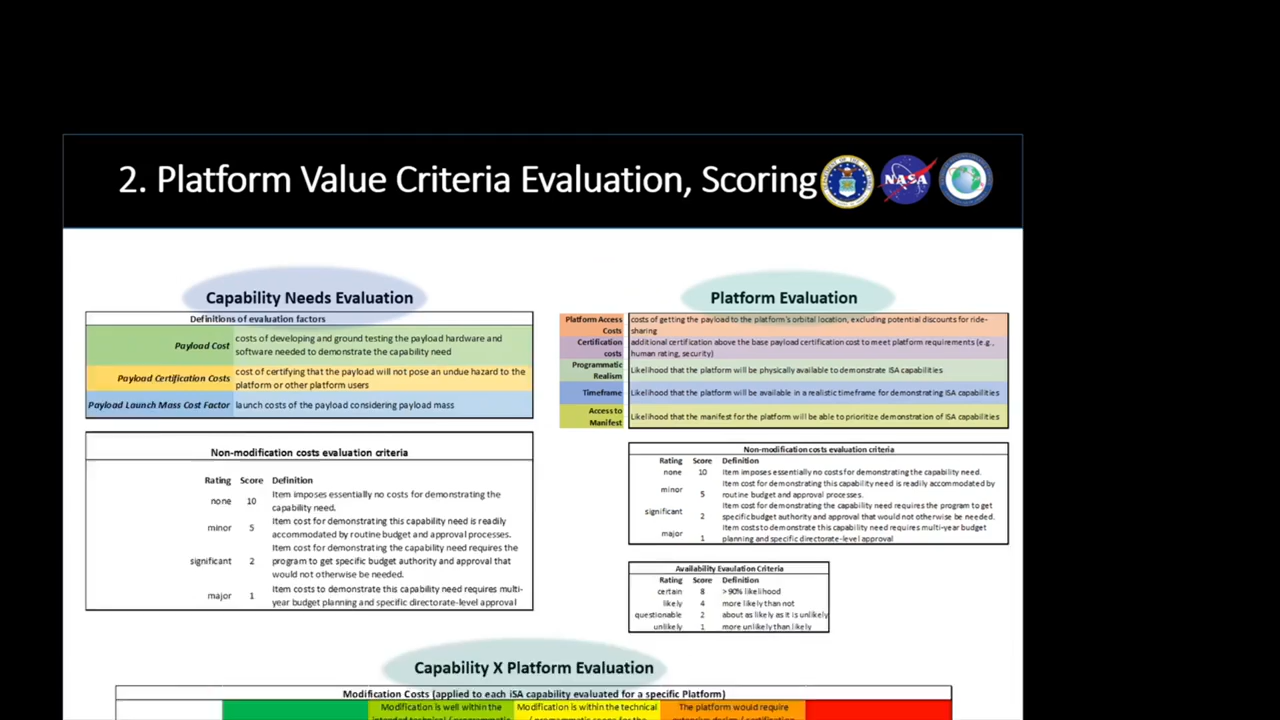 2. Platform Value Criteria Evaluation, Scoring
NASA
Capability Needs Evaluation
Definitions of evaluation factors
Payload Cost
costs of developing and ground testing the payload hardware and
software needed to demonstrate the capability need
Payload Certification Costs
cost of certifying that the payload will not pose an undue hazard to the
platform or other platform users
Payload Launch Mass Cost Factor
launch costs of the payload considering payload mass
Non-modification costs evaluation criteria
Rating Score Definition
none 10 Item imposes essentially no costs for demonstrating the
capability need.
minor 5 Item cost for demonstrating this capability need is readily
accommodated by routine budget and approval processes.
significant 2 Item cost for demonstrating the capability need requires the
program to get specific budget authority and approval that
would not otherwise be needed.
major 1 Item costs to demonstrate this capability need requires multi-
year budget planning and specific directorate-level approval
Platform Evaluation
Platform Access
Costs
costs of getting the payload to the platform's orbital location, excluding potential discounts for ride-
sharing
Certification
costs
additional certification above the base payload certification cost to meet platform requirements (e.g.,
human rating, security)
Programmatic
Realism
Likelihood that the platform will be physically available to demonstrate iSA capabilities
Timeframe
Likelihood that the platform will be available in a realistic timeframe for demonstrating iSA capabilities
Access to
Manifest
Likelihood that the manifest for the platform will be able to prioritize demonstration of iSA capabilities
Non-modification costs evaluation criteria
Rating Score Definition
none 10 Item imposes essentially no costs for demonstrating the capability need.
minor 5 Item cost for demonstrating this capability need is readily accommodated by
routine budget and approval processes.
significant 2 Item cost for demonstrating the capability need requires the program to get
specific budget authority and approval that would not otherwise be needed.
major 1 Item costs to demonstrate this capability need requires multi-year budget
planning and specific directorate-level approval
Availability Evaulation Criteria
Rating Score Definition
certain 8 >90% likelihood
likely 4 more likely than not
questionable 2 about as likely as it is unlikely
unlikely 1 more unlikely than likely
Capability X Platform Evaluation
Modification Costs (applied to each iSA capability evaluated for a specific Platform)
Modification is well within the
Modification is within the technical
The platform would require